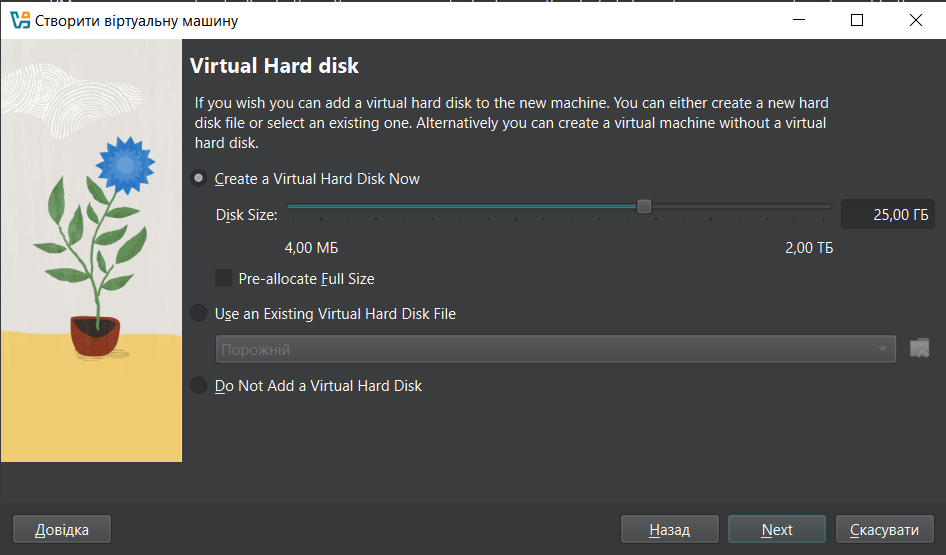 Створити віртуальну машину
Virtual Hard disk
If you wish you can add a virtual hard disk to the new machine. You can either create a new hard
disk file or select an existing one. Alternatively you can create a virtual machine without a virtual
hard disk.
Create a Virtual Hard Disk Now
Disk Size:
25,00 ГБ
4,00 МБ
2,00 ТБ
Pre-allocate Full Size
Use an Existing Virtual Hard Disk File
Порожній
Do Not Add a Virtual Hard Disk
Довідка
Назад
Next
Скасувати